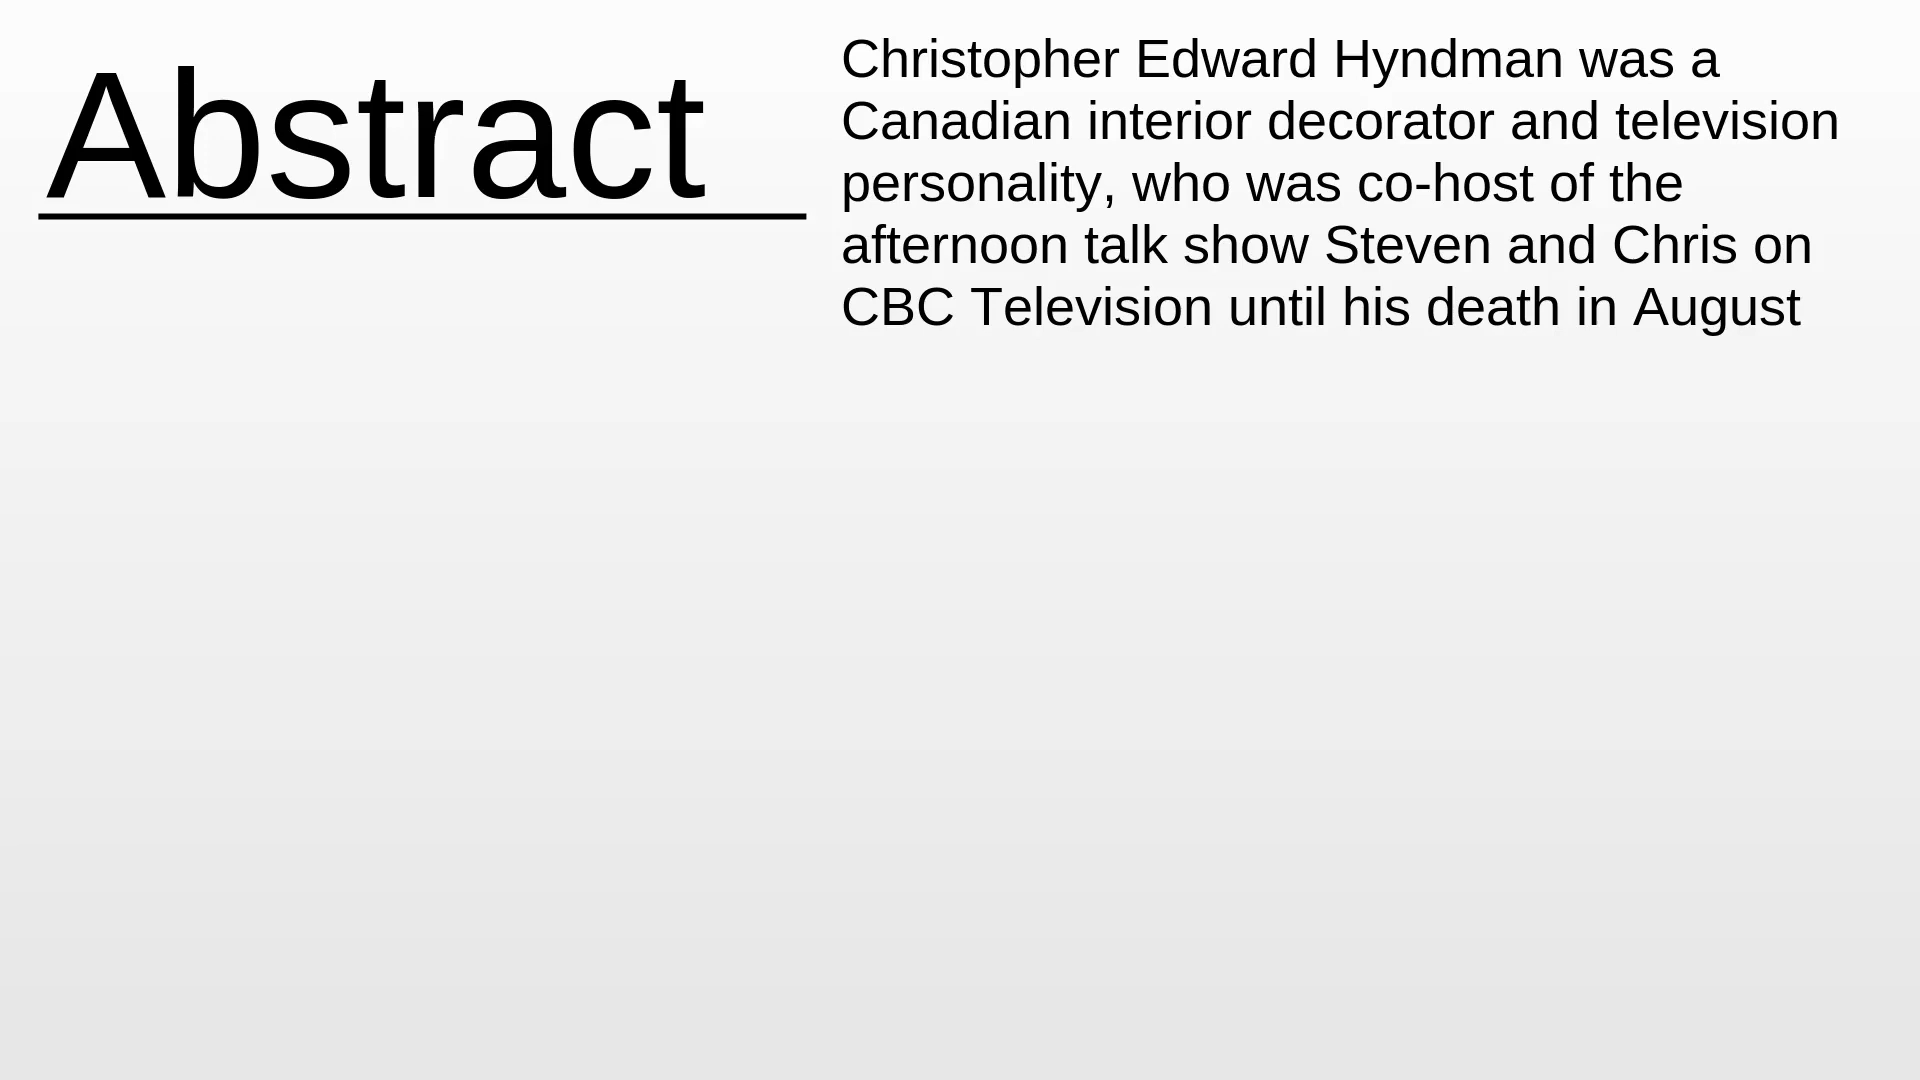 Abstract
Christopher Edward Hyndman was a
Canadian interior decorator and television
personality, who was co-host of the
afternoon talk show Steven and Chris on
CBC Television until his death in August